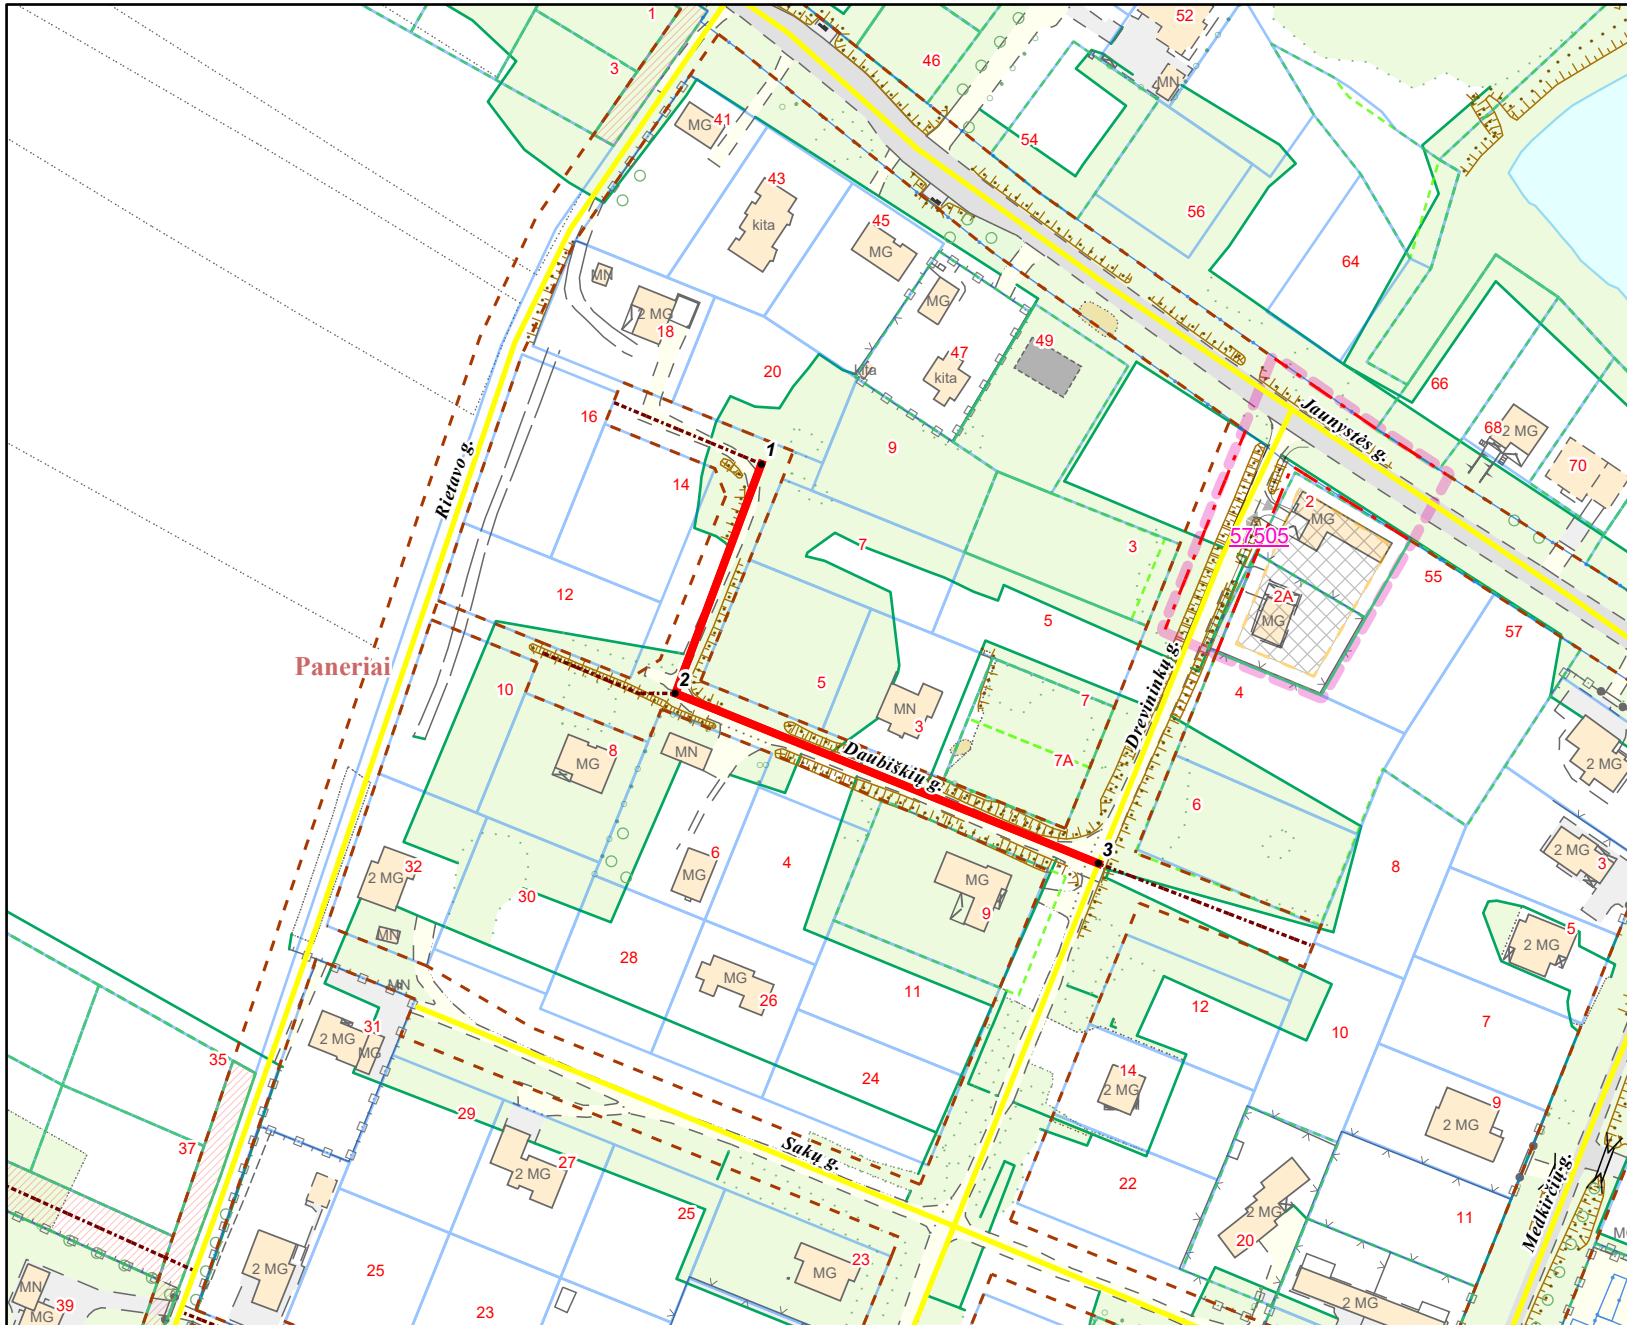 1
52
3
46
MN
MG
41
54
43
kita
45
MG
56
64
MN
MG
2 MG
18
47
49
kita
kita
20
66
16
Jaunystės g.
68
2 MG
9
1
70
Rietavo g.
14
2
MG
57505
7
3
55
12
2A
MG
5
57
Paneriai
10
2
5
MN
3
7
4
Drevininkų g.
8
MG
MN
Daubiškių g.
7A
2 MG
6
3
2 MG
3
32
2 MG
6
MG
4
MG
9
8
30
5
2 MG
MN
28
MG
26
11
12
7
MN
31
2 MG
MG
10
35
24
14
2 MG
9
2 MG
29
37
Sakų g.
27
2 MG
22
Medkirčių g.
25
2 MG
20
11
2 MG
25
23
MG
MN
MG
39
23
2 MG